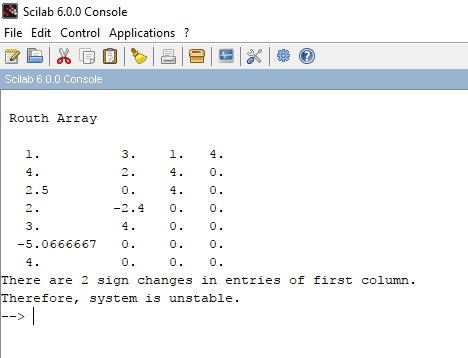 Scilab 6.0.0 Console
File Edit Control Applications ?
Scilab 6.0.0 Console
Routh Array
1. 3. 1. 4.
4. 2. 4. 0.
2.5 0. 4. 0.
2. -2.4 0. 0.
3. 4. 0. 0.
-5.0666667 0. 0. 0.
4. 0. 0. 0.
There are 2 sign changes in entries of first column.
Therefore, system is unstable.
-->